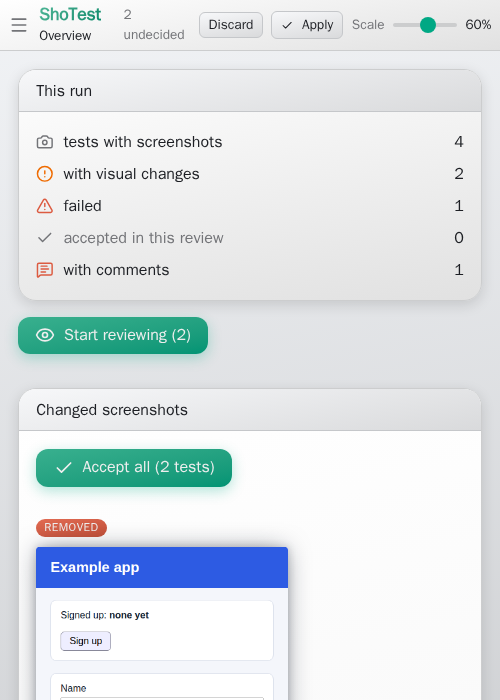 ShoTest
Overview
2
undecided
Discard
Apply
Scale
60%
This run
tests with screenshots
4
with visual changes
2
failed
1
accepted in this review
0
with comments
1
Start reviewing (2)
Changed screenshots
Accept all (2 tests)
REMOVED
Example app
Signed up: none yet
Sign up
Name